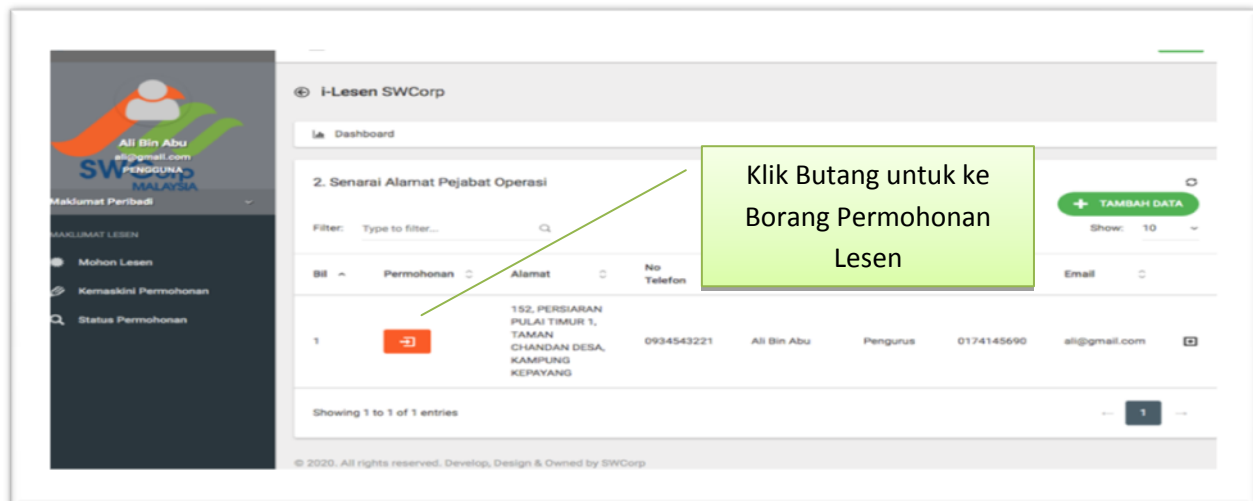 i-Lesen SWCorp
Dashboard
Ali Bin Abu
ali@gmail.com
PENGGUNA
SWCorp
MALAYSIA
Maklumat Peribadi
MAKLUMAT LESEN
Mohon Lesen
Kemaskini Permohonan
Status Permohonan
2. Senarai Alamat Pejabat Operasi
Klik Butang untuk ke
Borang Permohonan
Lesen
+ TAMBAH DATA
Filter: Type to filter...
Show: 10
Bil Permohonan Alamat No Telefon Email
1
152, PERSIARAN
PULAI TIMUR 1,
TAMAN
CHANDAN DESA,
KAMPUNG
KEPAYANG
0934543221 Ali Bin Abu Pengurus 0174145690 ali@gmail.com
Showing 1 to 1 of 1 entries
← 1 →
© 2020. All rights reserved. Develop, Design & Owned by SWCorp